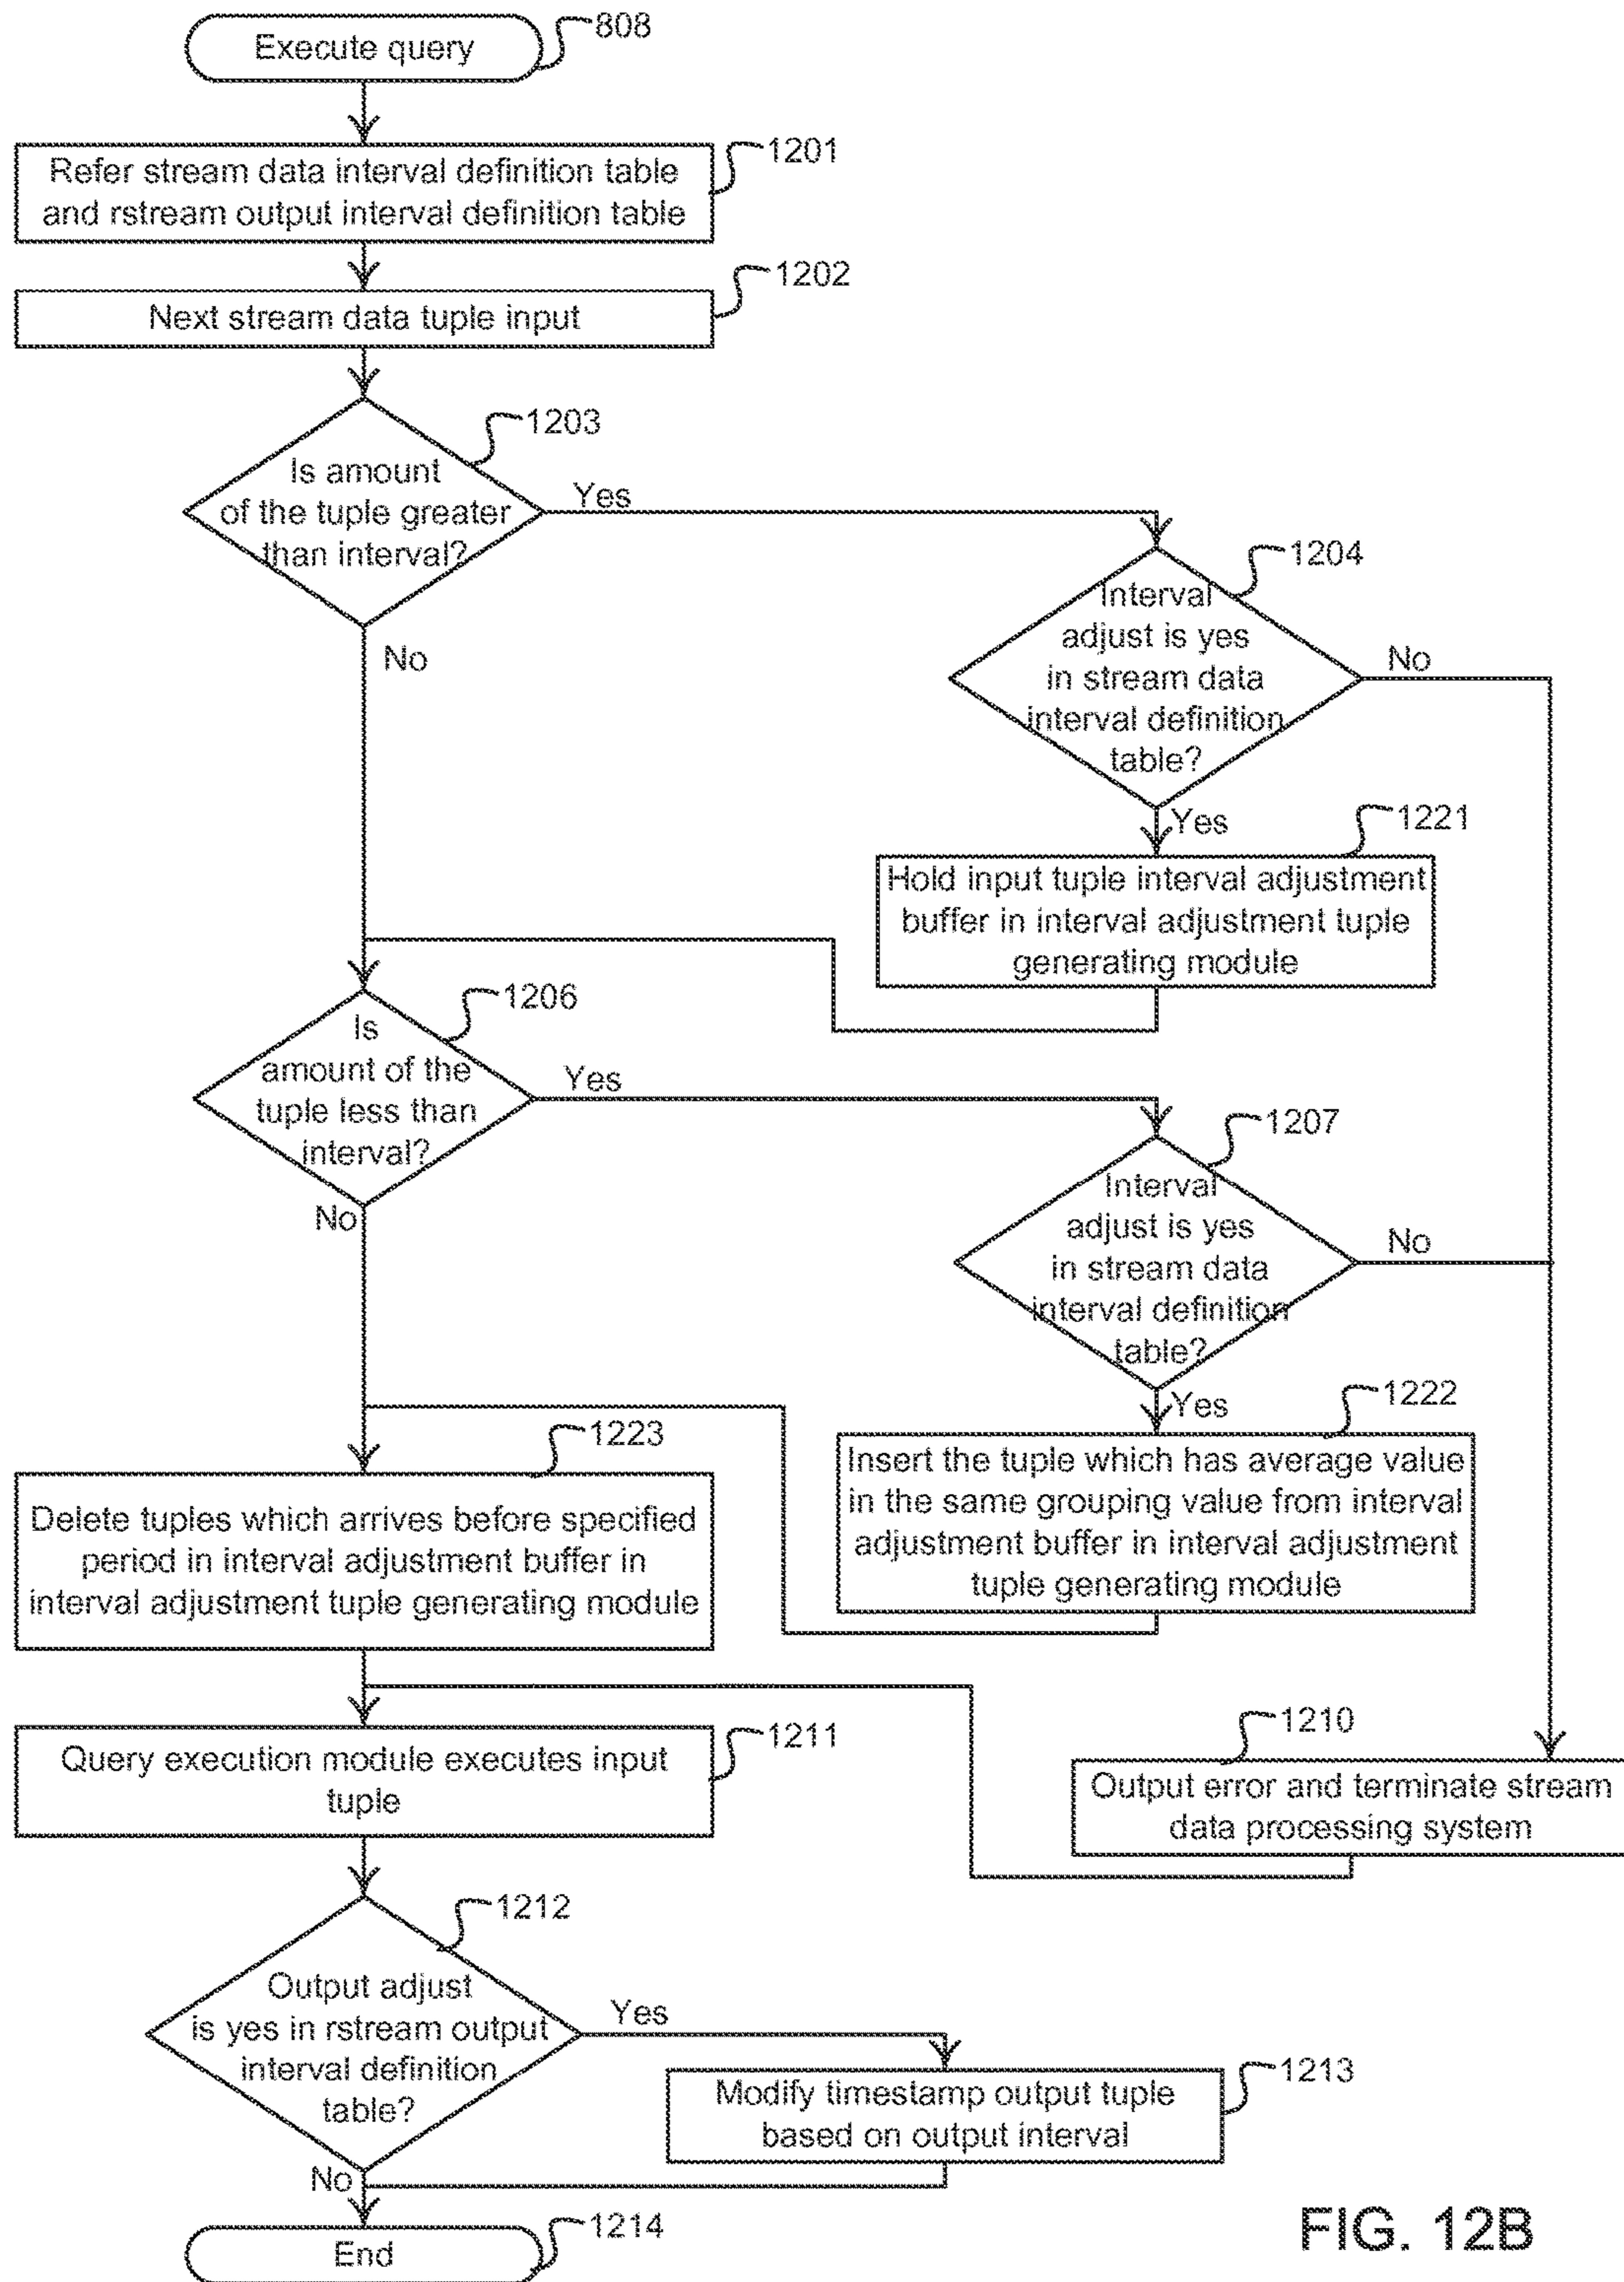 Execute query
808
Refer stream data interval definition table
and rstream output interval definition table
1201
Next stream data tuple input
1202
Is amount
of the tuple greater
than interval?
1203
Yes
No
Interval
adjust is yes
in stream data
interval definition
table?
1204
No
Yes
Hold input tuple interval adjustment
buffer in interval adjustment tuple
generating module
1221
Is
amount of the
tuple less than
interval?
1206
Yes
No
Interval
adjust is yes
in stream data
interval definition
table?
1207
No
Yes
Insert the tuple which has average value
in the same grouping value from interval
adjustment buffer in interval adjustment
tuple generating module
1222
Delete tuples which arrives before specified
period in interval adjustment buffer in
interval adjustment tuple generating module
1223
Query execution module executes input
tuple
1211
Output error and terminate stream
data processing system
1210
Output adjust
is yes in rstream output
interval definition
table?
1212
Yes
No
Modify timestamp output tuple
based on output interval
1213
End
1214
FIG. 12B